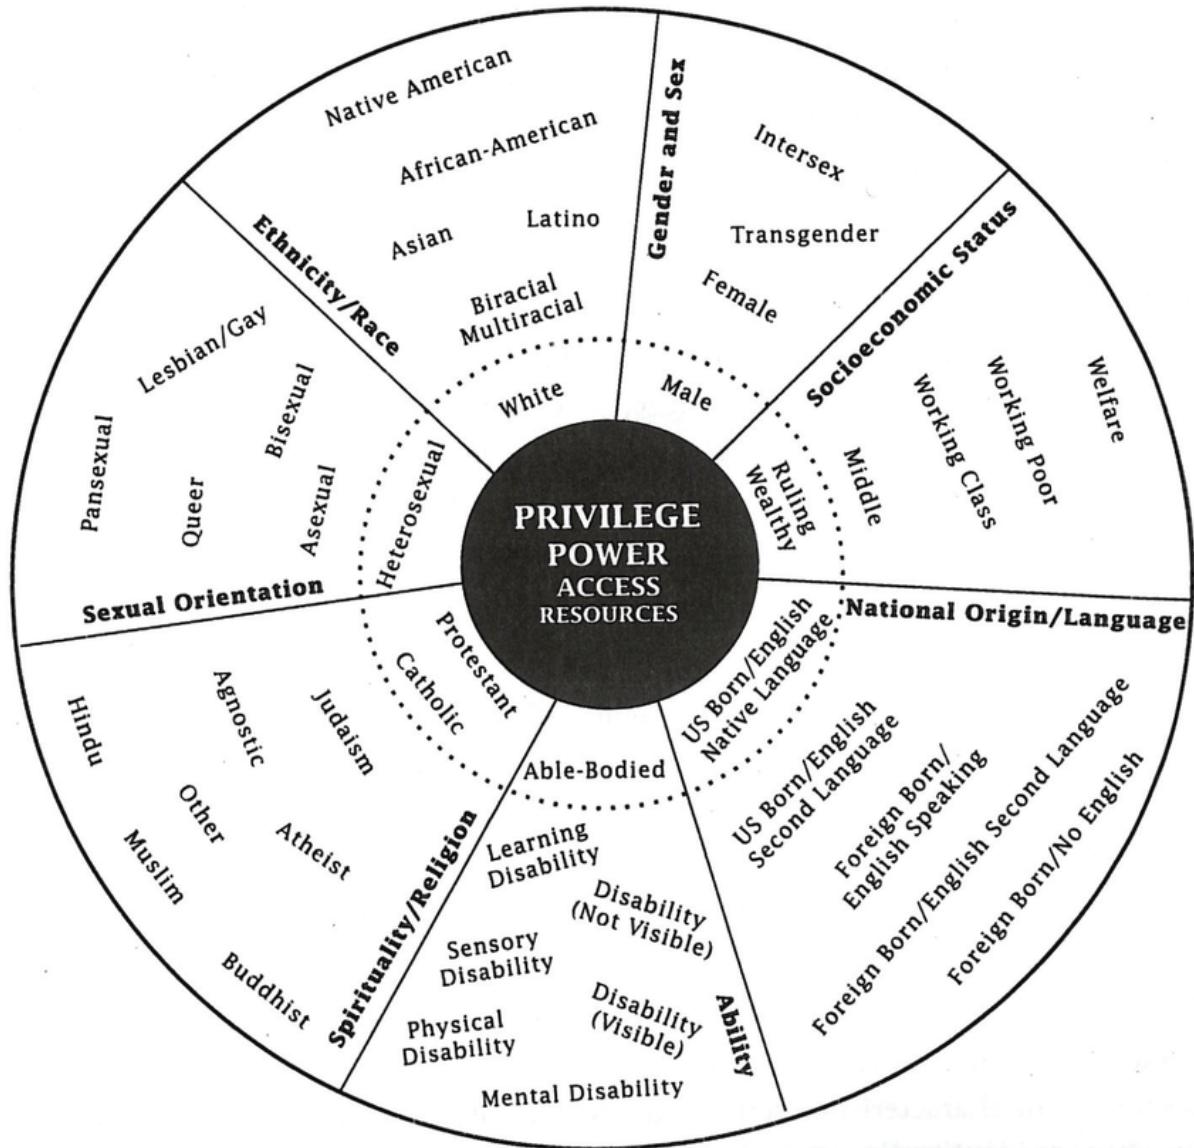 PRIVILEGE
POWER
ACCESS
RESOURCES
Ethnicity/Race
Native American
African-American
Asian
Latino
Biracial
Multiracial
White
Gender and Sex
Intersex
Transgender
Female
Male
Socioeconomic Status
Welfare
Working Poor
Working Class
Middle
Ruling
Wealthy
National Origin/Language
US Born/English
Native Language
US Born/English
Second Language
Foreign Born/
English Speaking
Foreign Born/English Second Language
Foreign Born/No English
Ability
Able-Bodied
Learning
Disability
Disability
(Not Visible)
Sensory
Disability
Disability
(Visible)
Physical
Disability
Mental Disability
Spirituality/Religion
Protestant
Catholic
Judaism
Agnostic
Hindu
Other
Atheist
Muslim
Buddhist
Sexual Orientation
Heterosexual
Lesbian/Gay
Bisexual
Pansexual
Queer
Asexual